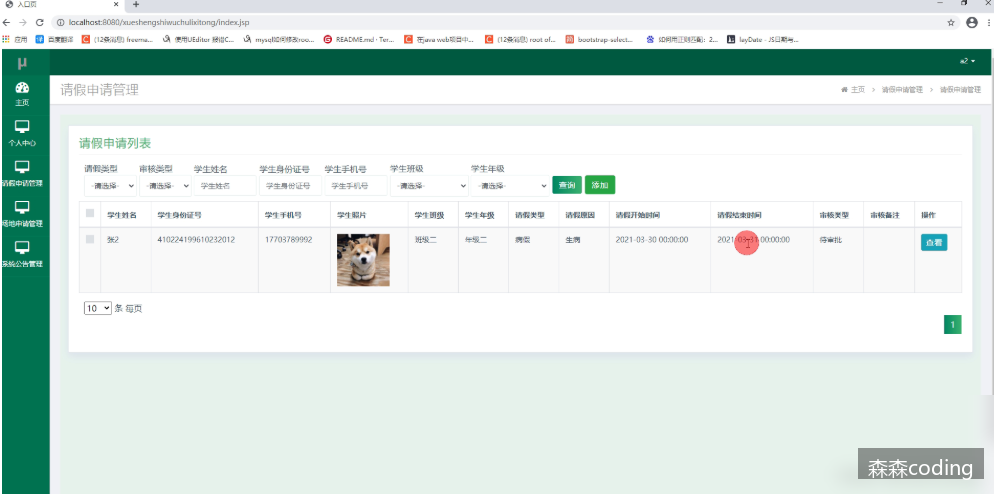 入口页
localhost:8080/xueshengshiwuchulixitong/index.jsp
应用 百度翻译 (12条消息) freema... 使用UEditor 报错C... mysql如何修改roo... README.md · Ter... 在java web项目中... (12条消息) root of... bootstrap-select... 如何用正则匹配：2... layDate - JS日期与...
μ
a2
主页
个人中心
请假申请管理
场地申请管理
系统公告管理
请假申请管理
主页 > 请假申请管理 > 请假申请管理
请假申请列表
请假类型 审核类型 学生姓名 学生身份证号 学生手机号 学生班级 学生年级
-请选择- -请选择- 学生姓名 学生身份证号 学生手机号 -请选择- -请选择- 查询 添加
学生姓名 学生身份证号 学生手机号 学生照片 学生班级 学生年级 请假类型 请假原因 请假开始时间 请假结束时间 审核类型 审核备注 操作
张2 410224199610232012 17703789992 班级二 年级二 病假 生病 2021-03-30 00:00:00 2021-03-31 00:00:00 待审批 查看
10 条 每页
1
森森coding